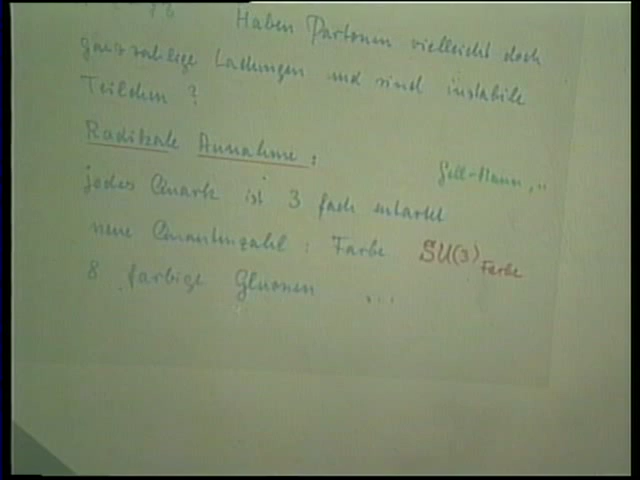 Haben Partonen vielleicht doch
ganzzahlige Ladungen und sind instabile
Teilchen ?
Radikale Annahme :
Gell-Mann, ..
jedes Quark ist 3 fach entartet
neue Quantenzahl : Farbe SU(3) Farbe
8 farbige Gluonen ...